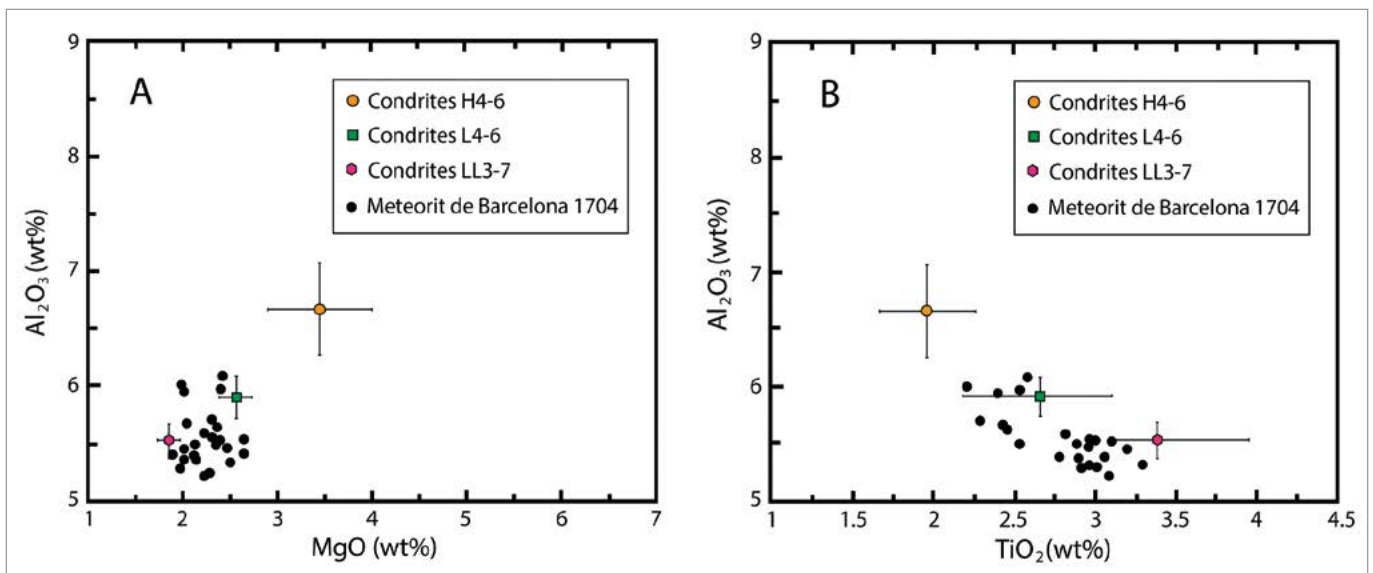 A
Condrites H4-6
Condrites L4-6
Condrites LL3-7
Meteorit de Barcelona 1704
9
8
7
6
5
Al₂O₃ (wt%)
1 2 3 4 5 6 7
MgO (wt%)
B
Condrites H4-6
Condrites L4-6
Condrites LL3-7
Meteorit de Barcelona 1704
9
8
7
6
5
Al₂O₃ (wt%)
1 1.5 2 2.5 3 3.5 4 4.5
TiO₂(wt%)